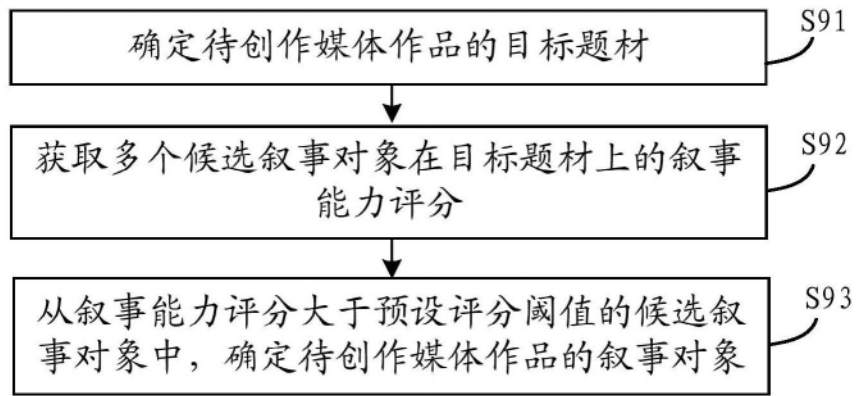 确定待创作媒体作品的目标题材
S91
获取多个候选叙事对象在目标题材上的叙事
能力评分
S92
从叙事能力评分大于预设评分阈值的候选叙
事对象中，确定待创作媒体作品的叙事对象
S93